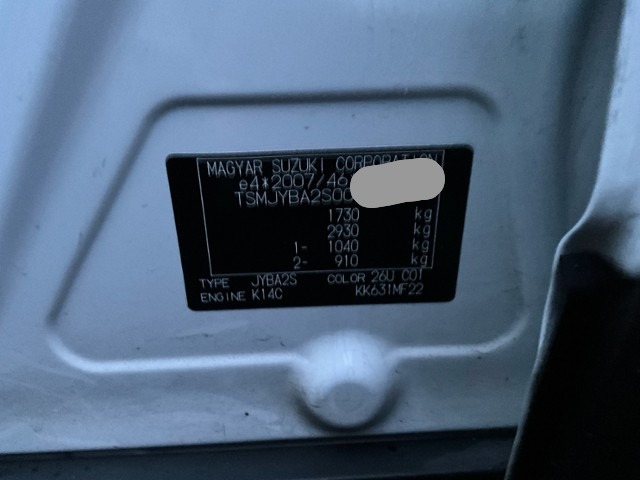 MAGYAR SUZUKI CORPORATION
e4*2007/46
TSMJYBA2S00
1730 kg
2930 kg
1- 1040 kg
2- 910 kg
TYPE JYBA2S COLOR 26U C01
ENGINE K14C KK631MF22